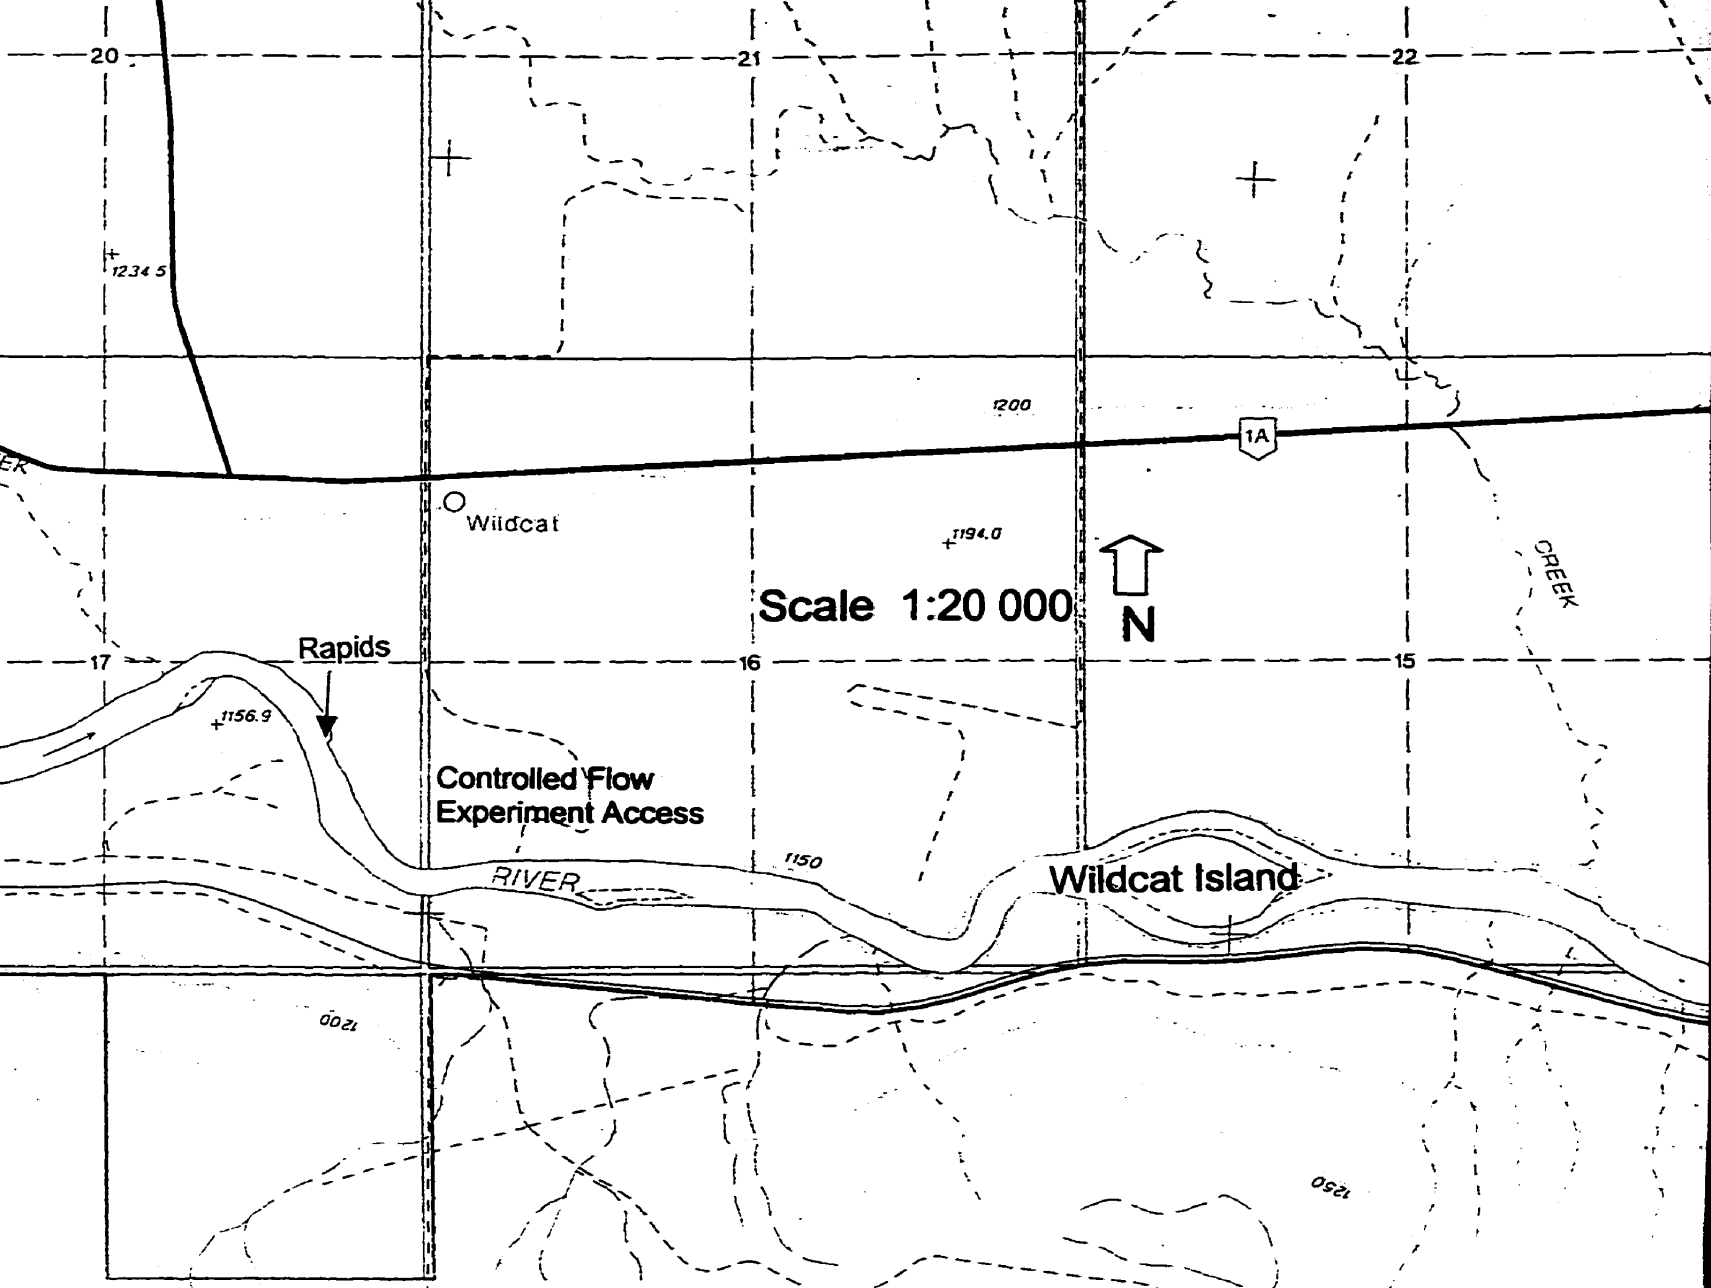 20
21
22
1234 5
1200
1A
EK
Wildcat
1194.0
Scale 1:20 000
N
CREEK
Rapids
17
16
15
1156.9
Controlled Flow
Experiment Access
1150
RIVER
Wildcat Island
1200
1250